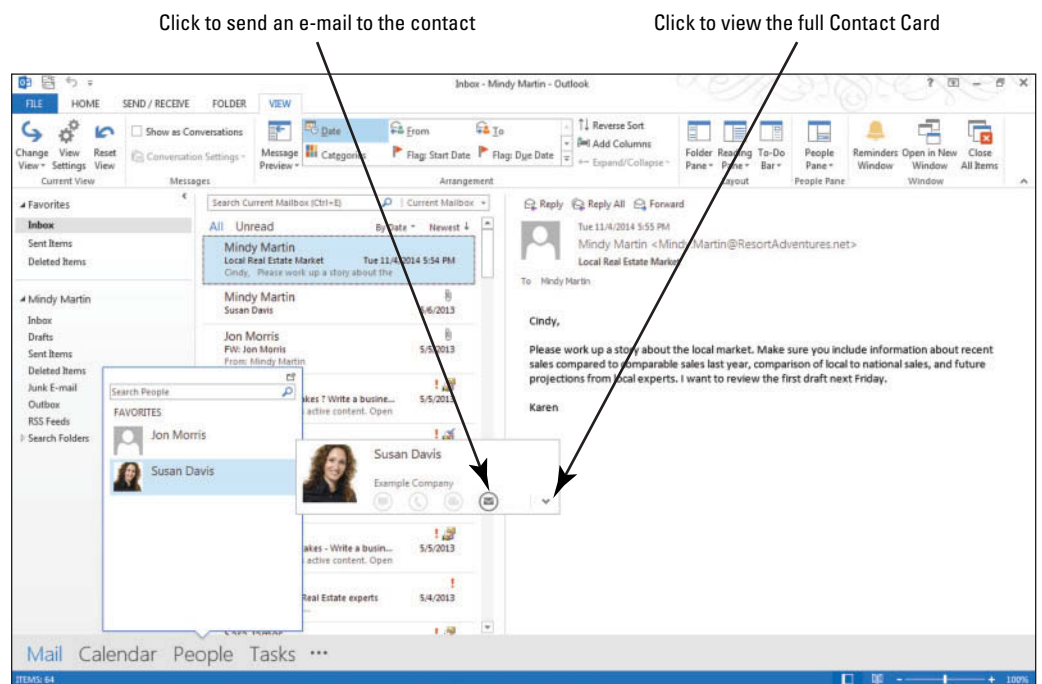 Click to send an e-mail to the contact
Click to view the full Contact Card
Inbox - Mindy Martin - Outlook
FILE HOME SEND / RECEIVE FOLDER VIEW
Change View
View Settings
Reset View
Current View
Show as Conversations
Conversation Settings
Messages
Message Preview
Date From To
Categories Flag: Start Date Flag: Due Date
Reverse Sort
Add Columns
Expand/Collapse
Arrangement
Folder Pane
Reading Pane
To-Do Bar
Layout
People Pane
People Pane
Reminders Window
Open in New Window
Close All Items
Window
Favorites
Inbox
Sent Items
Deleted Items
Mindy Martin
Inbox
Drafts
Sent Items
Deleted Items
Junk E-mail
Outbox
RSS Feeds
Search Folders
Search Current Mailbox (Ctrl+E) Current Mailbox
All Unread By Date Newest
Mindy Martin
Local Real Estate Market Tue 11/4/2014 5:54 PM
Cindy, Please work up a story about the
Mindy Martin
Susan Davis 5/6/2013
Jon Morris
FW: Jon Morris 5/5/2013
From: Mindy Martin
akes ? Write a busine... 5/5/2013
active content. Open
akes - Write a busin... 5/5/2013
active content. Open
Real Estate experts 5/4/2013
Search People
FAVORITES
Jon Morris
Susan Davis
Susan Davis
Example Company
Reply Reply All Forward
Tue 11/4/2014 5:55 PM
Mindy Martin <Mindy.Martin@ResortAdventures.net>
Local Real Estate Market
To Mindy Martin
Cindy,
Please work up a story about the local market. Make sure you include information about recent
sales compared to comparable sales last year, comparison of local to national sales, and future
projections from local experts. I want to review the first draft next Friday.
Karen
Mail Calendar People Tasks ...
ITEMS: 64 100%